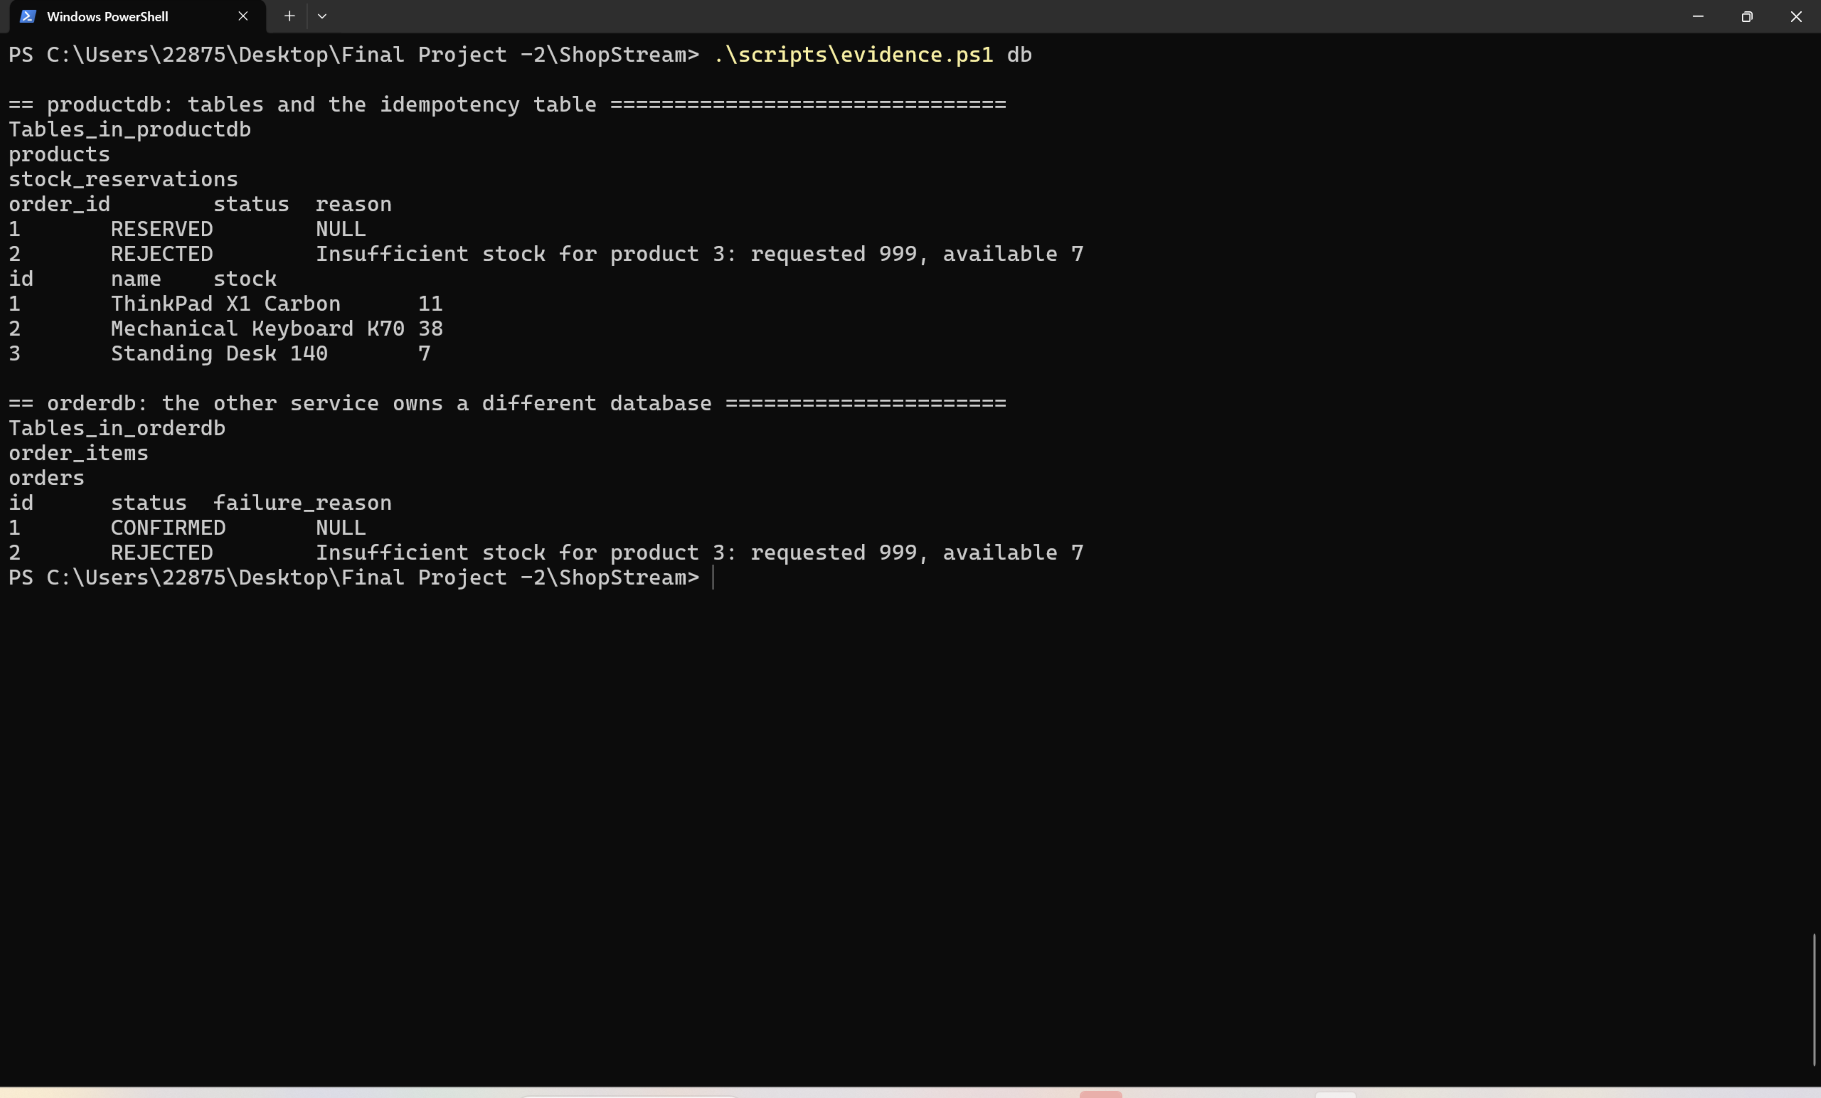 Windows PowerShell
PS C:\Users\22875\Desktop\Final Project -2\ShopStream> .\scripts\evidence.ps1 db
== productdb: tables and the idempotency table ===============================
Tables_in_productdb
products
stock_reservations
order_id        status  reason
1       RESERVED        NULL
2       REJECTED        Insufficient stock for product 3: requested 999, available 7
id      name    stock
1       ThinkPad X1 Carbon      11
2       Mechanical Keyboard K70 38
3       Standing Desk 140       7
== orderdb: the other service owns a different database ======================
Tables_in_orderdb
order_items
orders
id      status  failure_reason
1       CONFIRMED       NULL
2       REJECTED        Insufficient stock for product 3: requested 999, available 7
PS C:\Users\22875\Desktop\Final Project -2\ShopStream>